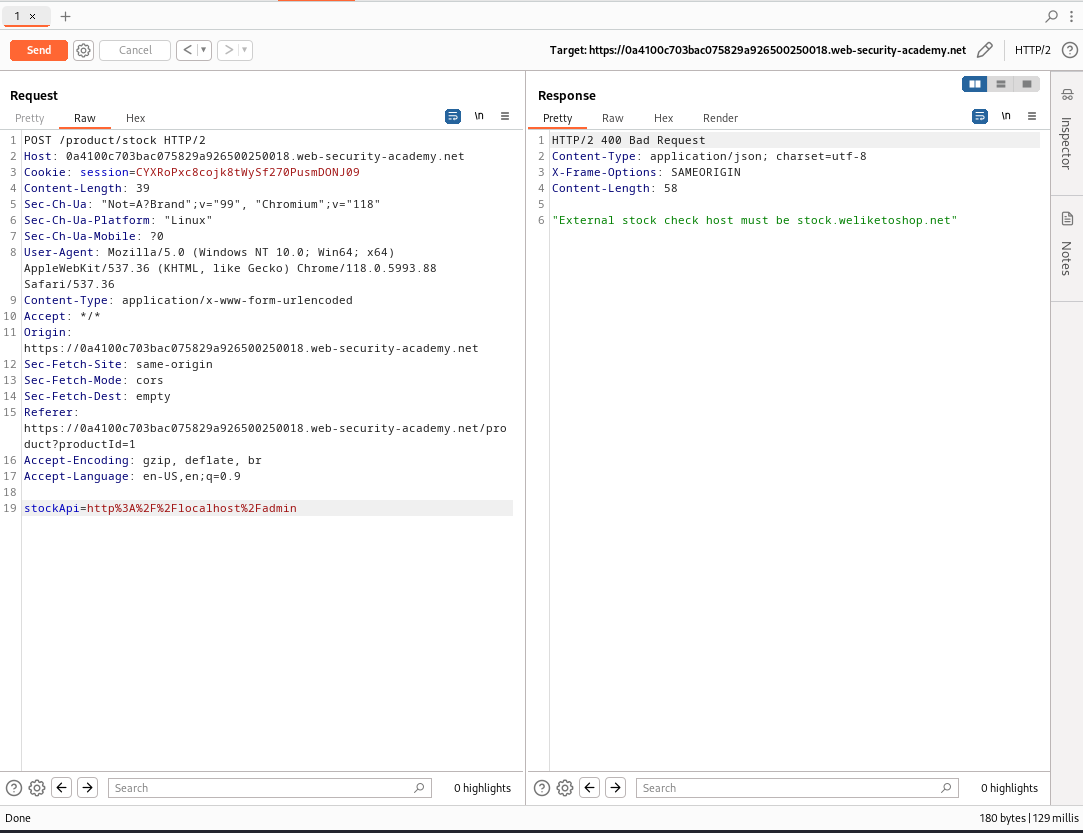 1 × +
Send Cancel < > Target: https://0a4100c703bac075829a926500250018.web-security-academy.net HTTP/2
Request
Pretty Raw Hex \n
1 POST /product/stock HTTP/2
2 Host: 0a4100c703bac075829a926500250018.web-security-academy.net
3 Cookie: session=CYXRoPxc8cojk8tWySf270PusmDONJ09
4 Content-Length: 39
5 Sec-Ch-Ua: "Not=A?Brand";v="99", "Chromium";v="118"
6 Sec-Ch-Ua-Platform: "Linux"
7 Sec-Ch-Ua-Mobile: ?0
8 User-Agent: Mozilla/5.0 (Windows NT 10.0; Win64; x64)
AppleWebKit/537.36 (KHTML, like Gecko) Chrome/118.0.5993.88
Safari/537.36
9 Content-Type: application/x-www-form-urlencoded
10 Accept: */*
11 Origin:
https://0a4100c703bac075829a926500250018.web-security-academy.net
12 Sec-Fetch-Site: same-origin
13 Sec-Fetch-Mode: cors
14 Sec-Fetch-Dest: empty
15 Referer:
https://0a4100c703bac075829a926500250018.web-security-academy.net/pro
duct?productId=1
16 Accept-Encoding: gzip, deflate, br
17 Accept-Language: en-US,en;q=0.9
18
19 stockApi=http%3A%2F%2Flocalhost%2Fadmin
Search 0 highlights
Response
Pretty Raw Hex Render \n
1 HTTP/2 400 Bad Request
2 Content-Type: application/json; charset=utf-8
3 X-Frame-Options: SAMEORIGIN
4 Content-Length: 58
5
6 "External stock check host must be stock.weliketoshop.net"
Search 0 highlights
Inspector
Notes
Done 180 bytes | 129 millis